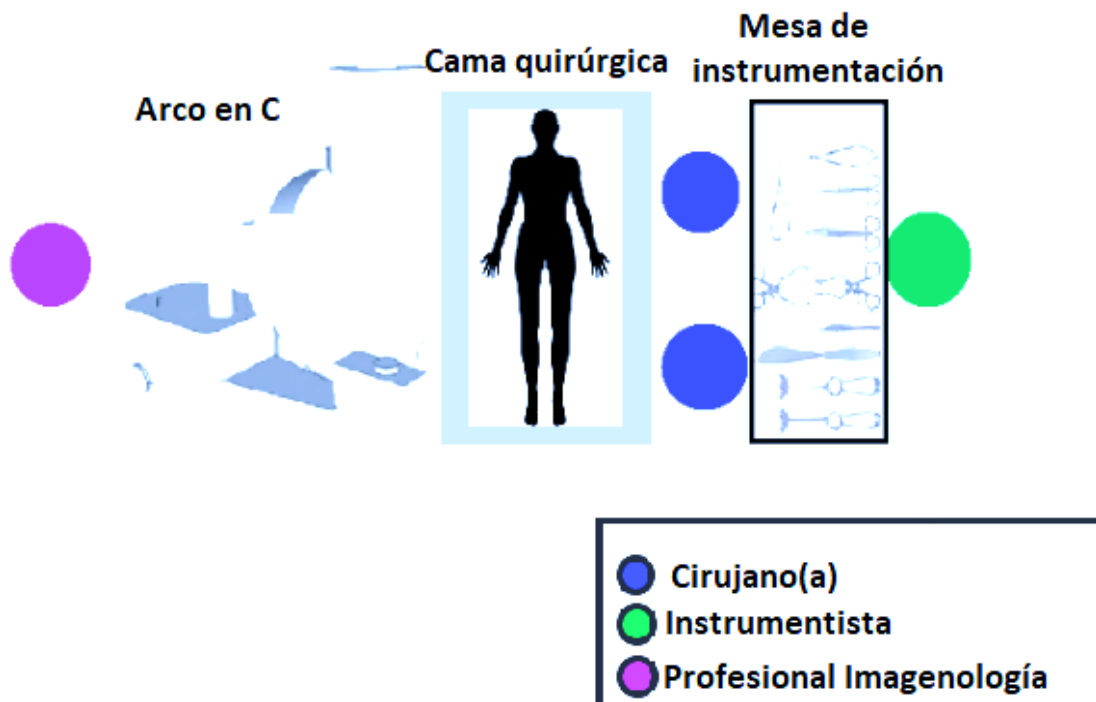 Mesa de
instrumentación
Cama quirúrgica
Arco en C
Cirujano(a)
Instrumentista
Profesional Imagenología